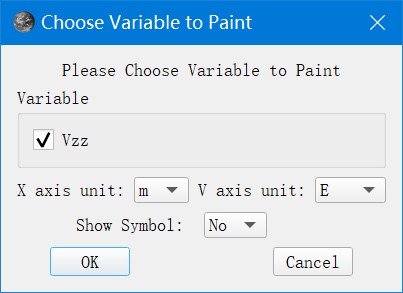 Choose Variable to Paint
Please Choose Variable to Paint
Variable
Vzz
X axis unit: m V axis unit: E
Show Symbol: No
OK Cancel